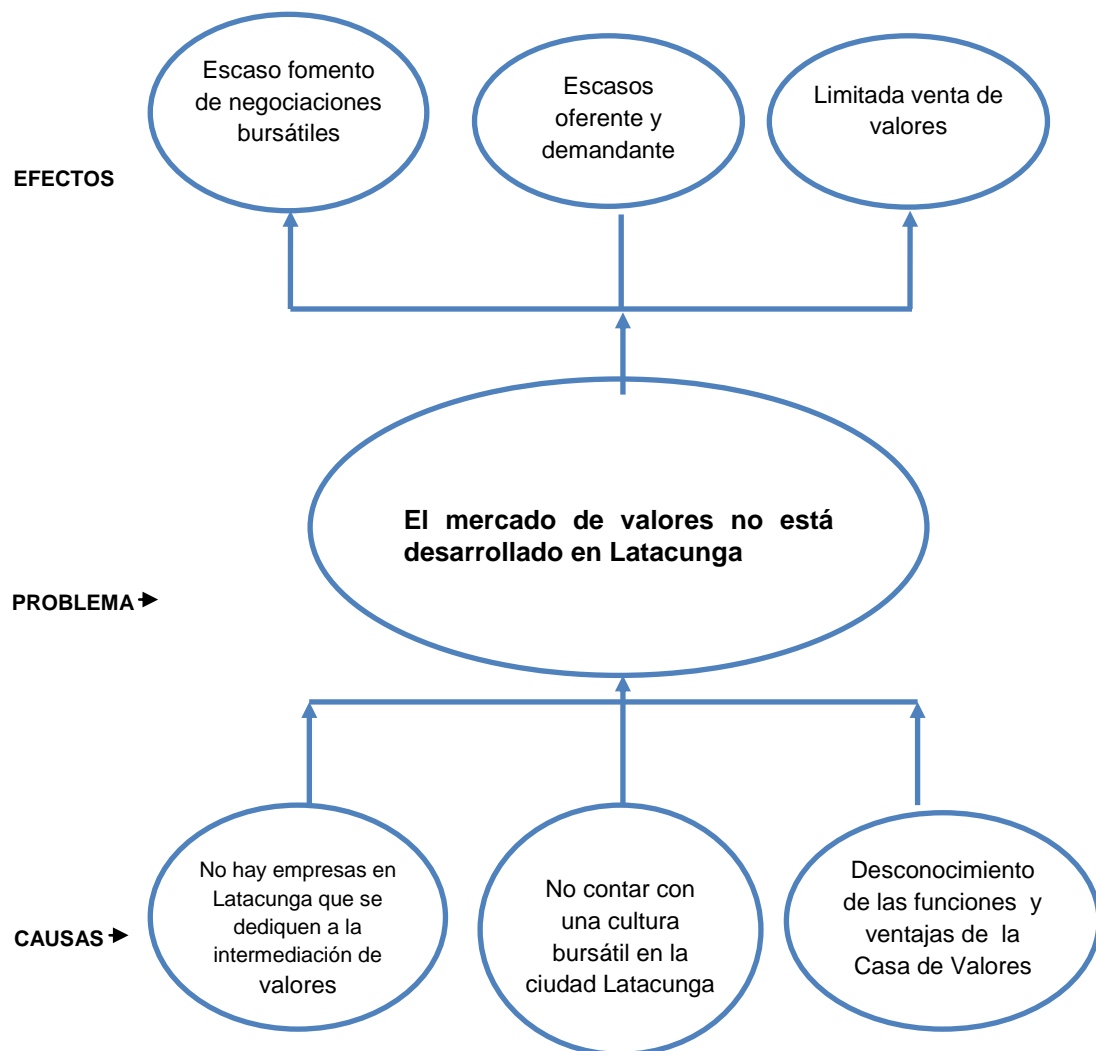 Escaso fomento
de negociaciones
bursátiles
Escasos
oferente y
demandante
Limitada venta de
valores
EFECTOS
El mercado de valores no está
desarrollado en Latacunga
PROBLEMA
No hay empresas en
Latacunga que se
dediquen a la
intermediación de
valores
No contar con
una cultura
bursátil en la
ciudad Latacunga
Desconocimiento
de las funciones y
ventajas de la
Casa de Valores
CAUSAS